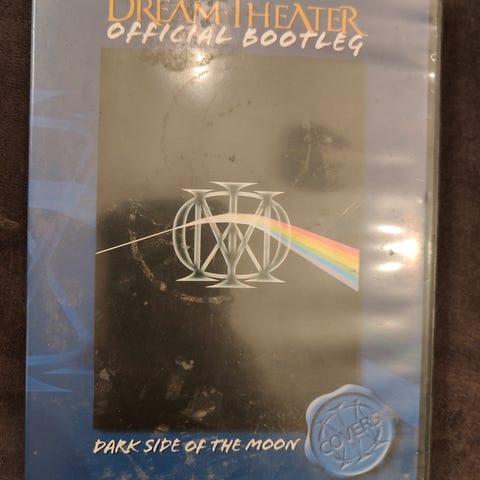 DREAM THEATER
OFFICIAL BOOTLEG
DARK SIDE OF THE MOON
COVERS